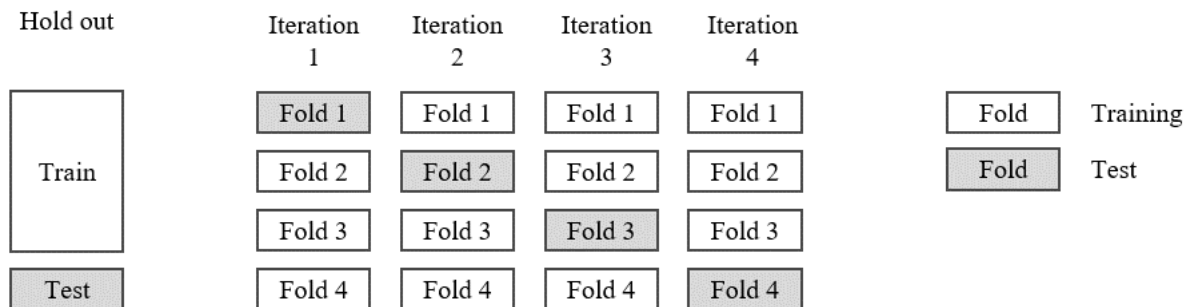 Hold out
Iteration 1
Iteration 2
Iteration 3
Iteration 4
Train
Test
Fold 1
Fold 2
Fold 3
Fold 4
Fold 1
Fold 2
Fold 3
Fold 4
Fold 1
Fold 2
Fold 3
Fold 4
Fold 1
Fold 2
Fold 3
Fold 4
Fold Training
Fold Test